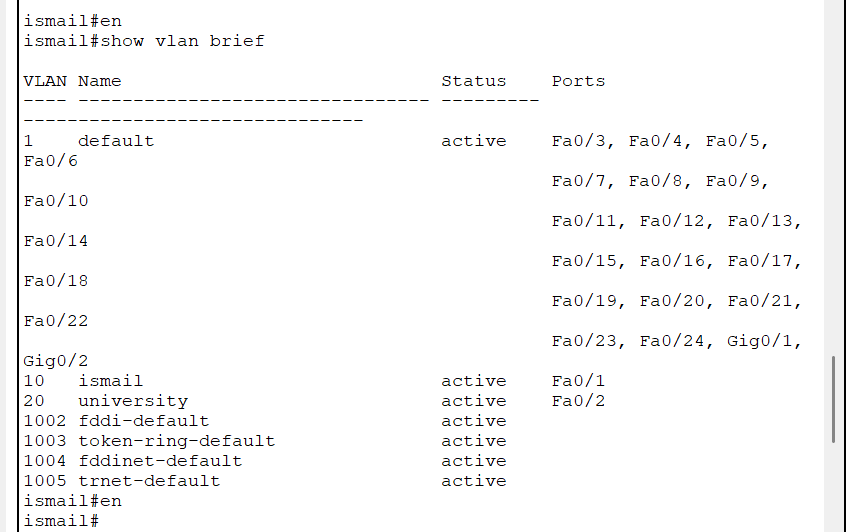 ismail#en
ismail#show vlan brief
VLAN Name                             Status    Ports
---- -------------------------------- ---------
-------------------------------
1    default                          active    Fa0/3, Fa0/4, Fa0/5,
Fa0/6
                                                Fa0/7, Fa0/8, Fa0/9,
Fa0/10
                                                Fa0/11, Fa0/12, Fa0/13,
Fa0/14
                                                Fa0/15, Fa0/16, Fa0/17,
Fa0/18
                                                Fa0/19, Fa0/20, Fa0/21,
Fa0/22
                                                Fa0/23, Fa0/24, Gig0/1,
Gig0/2
10   ismail                           active    Fa0/1
20   university                       active    Fa0/2
1002 fddi-default                     active
1003 token-ring-default               active
1004 fddinet-default                  active
1005 trnet-default                    active
ismail#en
ismail#